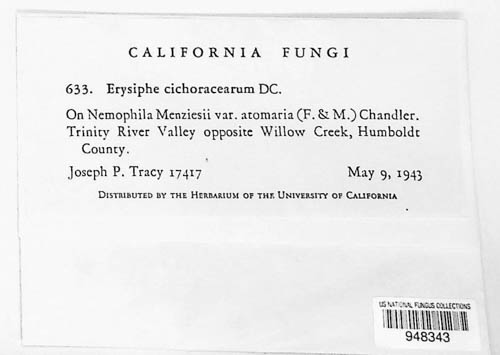 CALIFORNIA FUNGI
633. Erysiphe cichoracearum DC.
On Nemophila Menziesii var. atomaria (F. & M.) Chandler.
Trinity River Valley opposite Willow Creek, Humboldt
County.
Joseph P. Tracy 17417 May 9, 1943
DISTRIBUTED BY THE HERBARIUM OF THE UNIVERSITY OF CALIFORNIA
US NATIONAL FUNGUS COLLECTIONS
948343